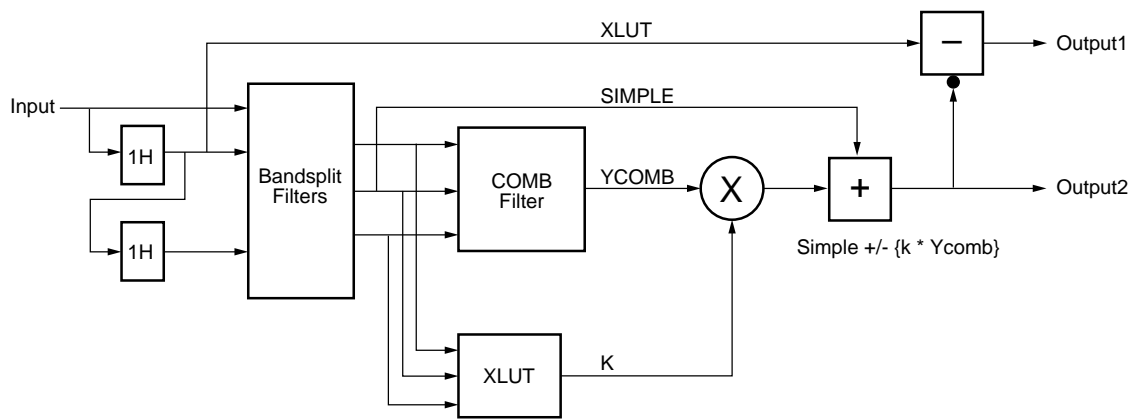 XLUT
−
Output1
Input
SIMPLE
1H
Bandsplit
Filters
COMB
Filter
YCOMB
X
+
Output2
1H
Simple +/- {k * Ycomb}
XLUT
K